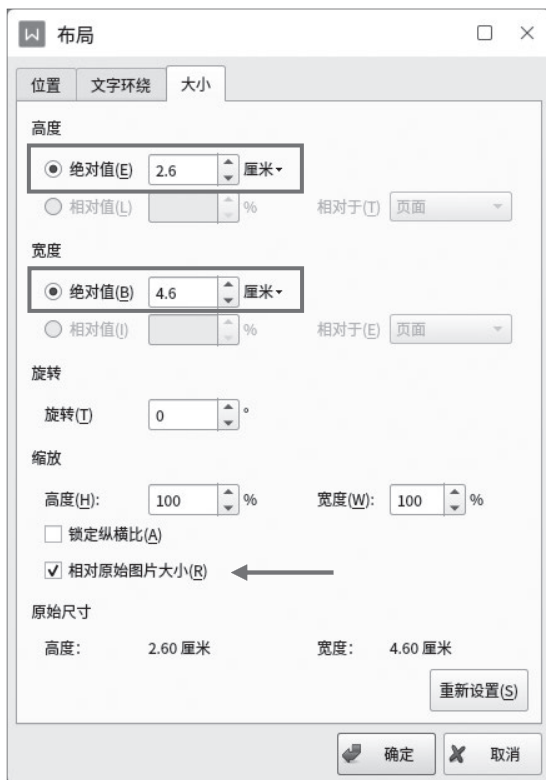 W 布局
位置 文字环绕 大小
高度
绝对值(E) 2.6 厘米
相对值(L) % 相对于(T) 页面
宽度
绝对值(B) 4.6 厘米
相对值(I) % 相对于(E) 页面
旋转
旋转(T) 0 °
缩放
高度(H): 100 % 宽度(W): 100 %
锁定纵横比(A)
相对原始图片大小(R)
原始尺寸
高度: 2.60 厘米 宽度: 4.60 厘米
重新设置(S)
确定 取消